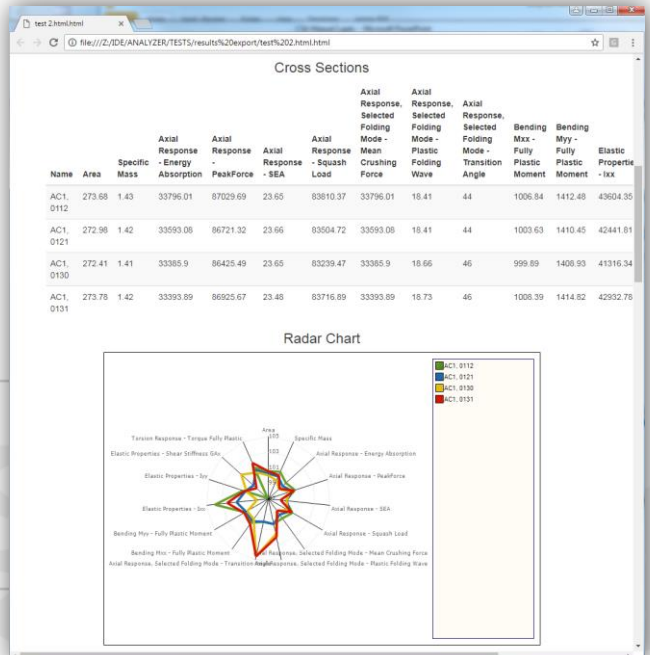 test 2.html.html
file:///Z:/IDE/ANALYZER/TESTS/results%20export/test%202.html.html
Cross Sections
Name Area Specific Mass Axial Response - Energy Absorption Axial Response - PeakForce Axial Response - SEA Axial Response - Squash Load Axial Response, Selected Folding Mode - Mean Crushing Force Axial Response, Selected Folding Mode - Plastic Folding Wave Axial Response, Selected Folding Mode - Transition Angle Bending Mxx - Fully Plastic Moment Bending Myy - Fully Plastic Moment Elastic Propertie - Ixx
AC1, 0112 273.68 1.43 33796.01 87029.69 23.65 83810.37 33796.01 18.41 44 1006.84 1412.48 43604.35
AC1, 0121 272.98 1.42 33593.08 86721.32 23.66 83504.72 33593.08 18.41 44 1003.63 1410.45 42441.81
AC1, 0130 272.41 1.41 33385.9 86425.49 23.65 83239.47 33385.9 18.66 46 999.89 1408.93 41316.34
AC1, 0131 273.78 1.42 33393.89 86925.67 23.48 83716.89 33393.89 18.73 46 1008.39 1414.82 42932.78
Radar Chart
AC1, 0112
AC1, 0121
AC1, 0130
AC1, 0131
Area
105
103
101
Torsion Response - Torque Fully Plastic
Specific Mass
Elastic Properties - Shear Stiffness GAs
Axial Response - Energy Absorption
Elastic Properties - Ixy
Axial Response - PeakForce
Elastic Properties - Ixx
Axial Response - SEA
Bending Myy - Fully Plastic Moment
Axial Response - Squash Load
Bending Mxx - Fully Plastic Moment
Response, Selected Folding Mode - Mean Crushing Force
Axial Response, Selected Folding Mode - Transition Angle
Response, Selected Folding Mode - Plastic Folding Wave